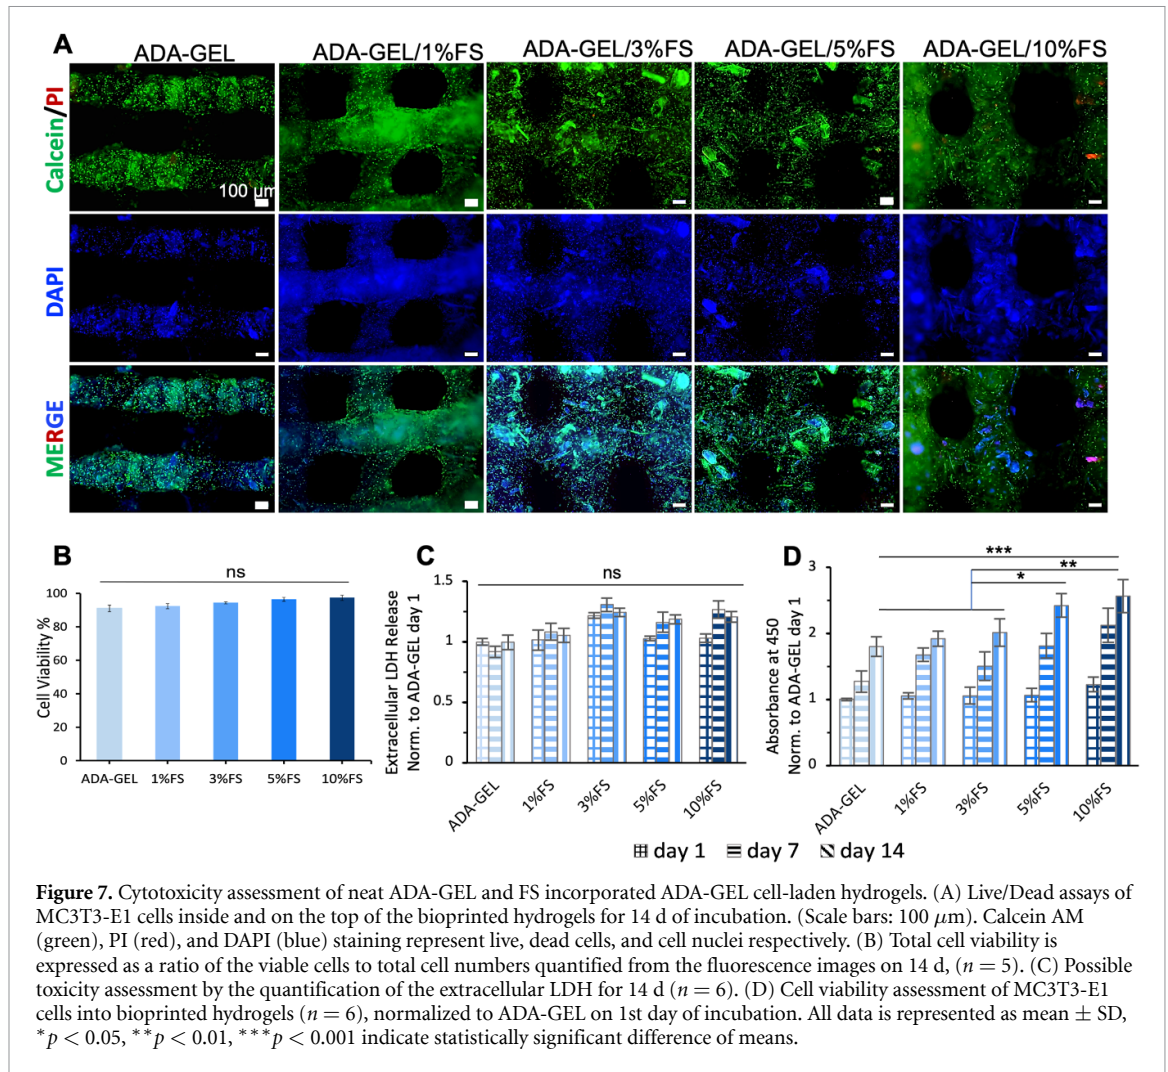 A
ADA-GEL
ADA-GEL/1%FS
ADA-GEL/3%FS
ADA-GEL/5%FS
ADA-GEL/10%FS
Calcein/PI
100 μm
DAPI
MERGE
B
ns
Cell Viability %
100
80
60
40
20
0
ADA-GEL
1%FS
3%FS
5%FS
10%FS
C
ns
Extracellular LDH Release
Norm. to ADA-GEL day 1
1.5
1.25
1
0.5
0
ADA-GEL
1%FS
3%FS
5%FS
10%FS
D
***
**
*
Absorbance at 450
Norm. to ADA-GEL day 1
3
2
1
0
ADA-GEL
1%FS
3%FS
5%FS
10%FS
day 1
day 7
day 14
Figure 7. Cytotoxicity assessment of neat ADA-GEL and FS incorporated ADA-GEL cell-laden hydrogels. (A) Live/Dead assays of
MC3T3-E1 cells inside and on the top of the bioprinted hydrogels for 14 d of incubation. (Scale bars: 100 μm). Calcein AM
(green), PI (red), and DAPI (blue) staining represent live, dead cells, and cell nuclei respectively. (B) Total cell viability is
expressed as a ratio of the viable cells to total cell numbers quantified from the fluorescence images on 14 d, (n = 5). (C) Possible
toxicity assessment by the quantification of the extracellular LDH for 14 d (n = 6). (D) Cell viability assessment of MC3T3-E1
cells into bioprinted hydrogels (n = 6), normalized to ADA-GEL on 1st day of incubation. All data is represented as mean ± SD,
*p < 0.05, **p < 0.01, ***p < 0.001 indicate statistically significant difference of means.